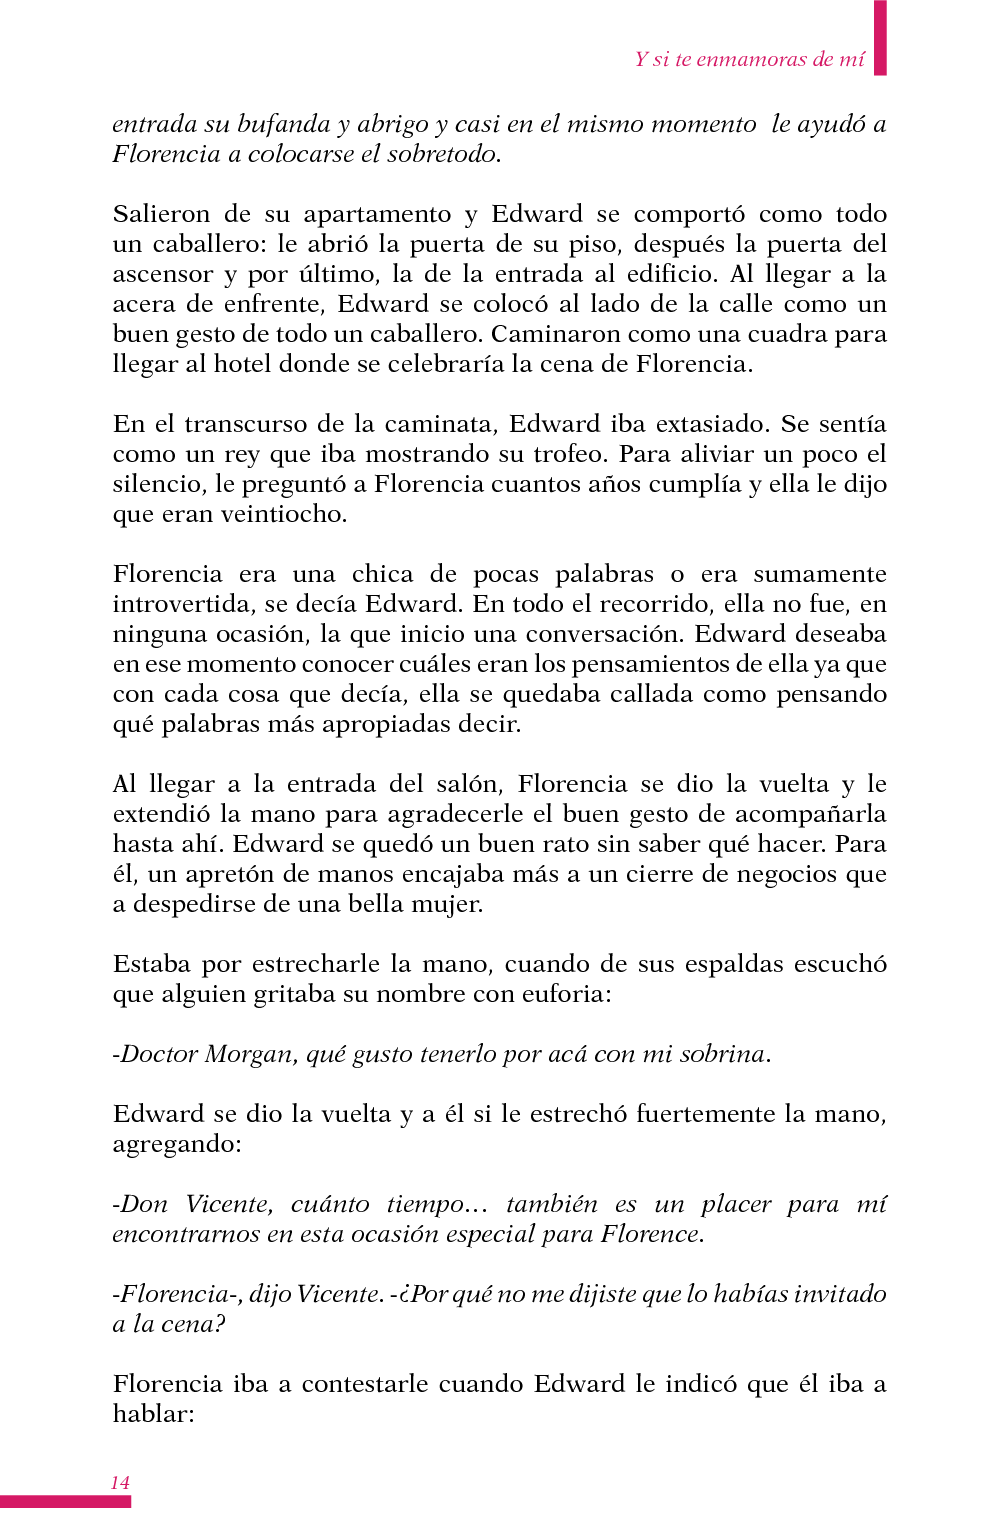 Y si te enmamoras de mí
entrada su bufanda y abrigo y casi en el mismo momento  le ayudó a
Florencia a colocarse el sobretodo.
Salieron de su apartamento y Edward se comportó como todo
un caballero: le abrió la puerta de su piso, después la puerta del
ascensor y por último, la de la entrada al edificio. Al llegar a la
acera de enfrente, Edward se colocó al lado de la calle como un
buen gesto de todo un caballero. Caminaron como una cuadra para
llegar al hotel donde se celebraría la cena de Florencia.
En el transcurso de la caminata, Edward iba extasiado. Se sentía
como un rey que iba mostrando su trofeo. Para aliviar un poco el
silencio, le preguntó a Florencia cuantos años cumplía y ella le dijo
que eran veintiocho.
Florencia era una chica de pocas palabras o era sumamente
introvertida, se decía Edward. En todo el recorrido, ella no fue, en
ninguna ocasión, la que inicio una conversación. Edward deseaba
en ese momento conocer cuáles eran los pensamientos de ella ya que
con cada cosa que decía, ella se quedaba callada como pensando
qué palabras más apropiadas decir.
Al llegar a la entrada del salón, Florencia se dio la vuelta y le
extendió la mano para agradecerle el buen gesto de acompañarla
hasta ahí. Edward se quedó un buen rato sin saber qué hacer. Para
él, un apretón de manos encajaba más a un cierre de negocios que
a despedirse de una bella mujer.
Estaba por estrecharle la mano, cuando de sus espaldas escuchó
que alguien gritaba su nombre con euforia:
-Doctor Morgan, qué gusto tenerlo por acá con mi sobrina.
Edward se dio la vuelta y a él si le estrechó fuertemente la mano,
agregando:
-Don Vicente, cuánto tiempo… también es un placer para mí
encontrarnos en esta ocasión especial para Florence.
-Florencia-, dijo Vicente. -¿Por qué no me dijiste que lo habías invitado
a la cena?
Florencia iba a contestarle cuando Edward le indicó que él iba a
hablar:
14